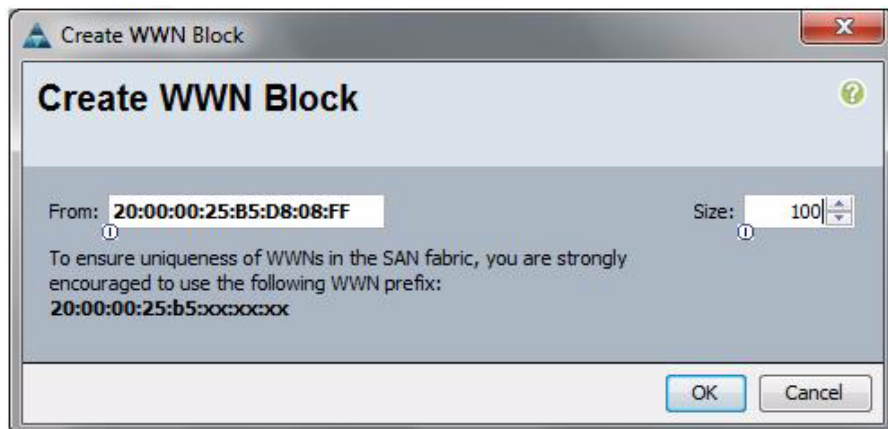 Create WWN Block
Create WWN Block
From: 20:00:00:25:B5:D8:08:FF Size: 100
To ensure uniqueness of WWNs in the SAN fabric, you are strongly
encouraged to use the following WWN prefix:
20:00:00:25:b5:xx:xx:xx
OK Cancel